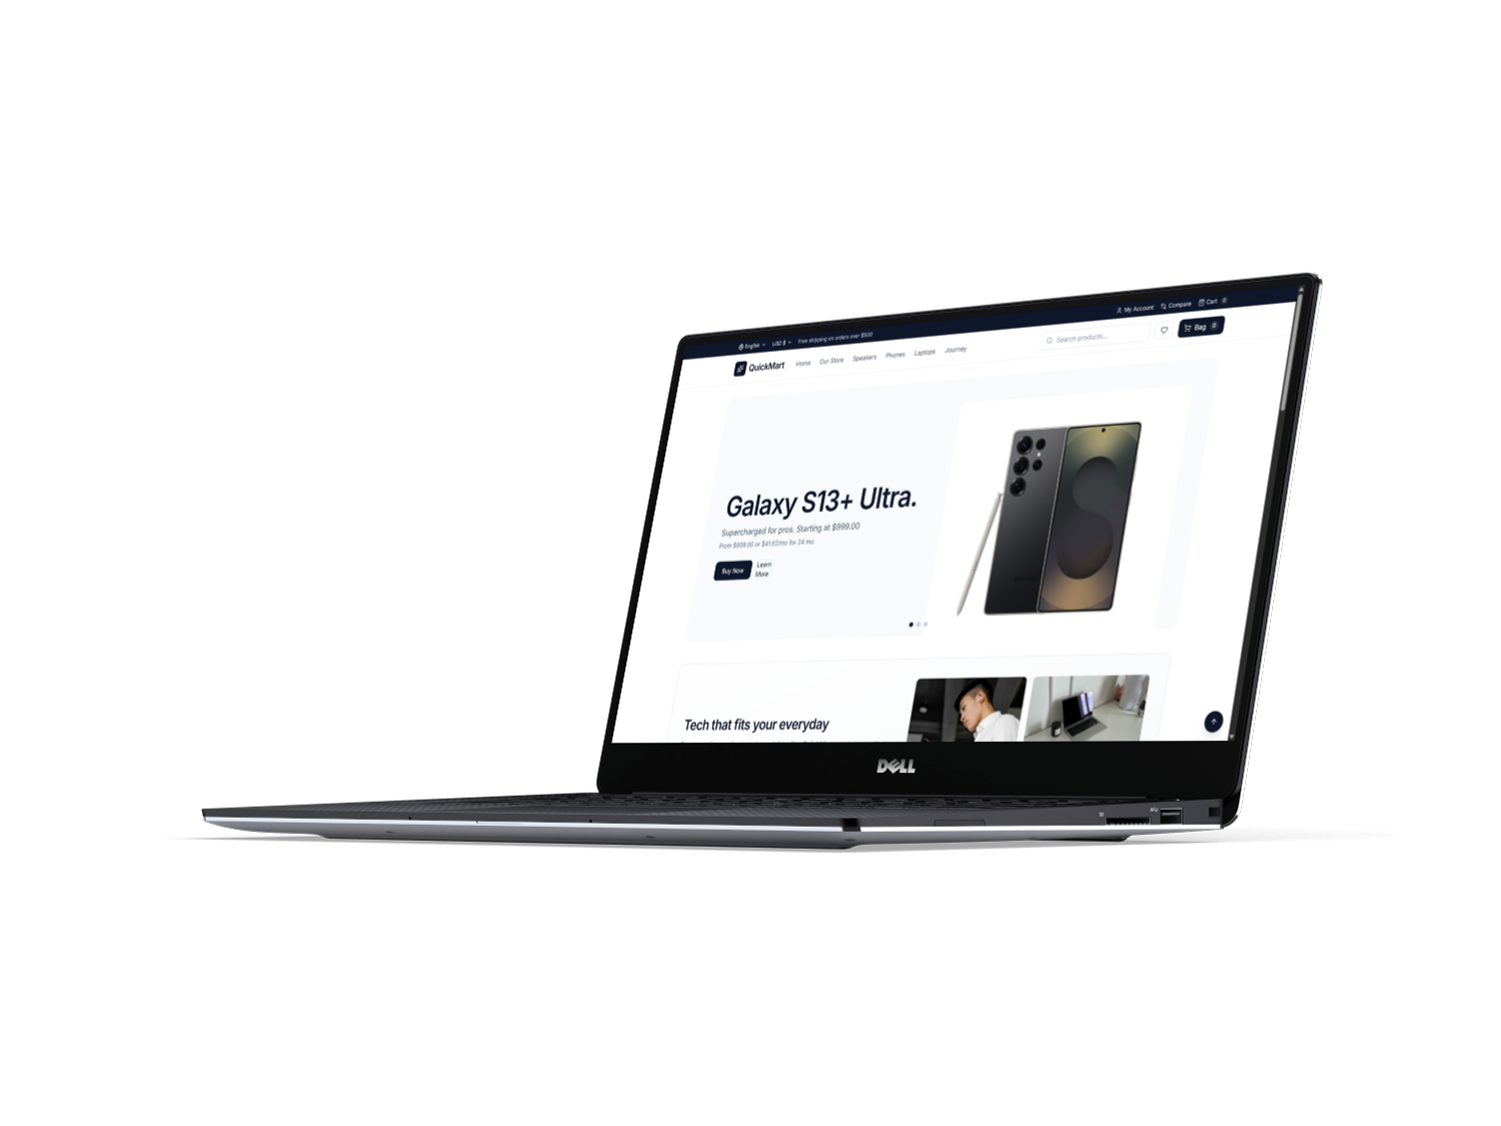 English
USD $
Free shipping on orders over $500
My Account
Compare
Cart
0
QuickMart
Home
Our Store
Speakers
Phones
Laptops
Journey
Search products...
Bag
0
Galaxy S13+ Ultra.
Supercharged for pros. Starting at $999.00
From $999.00 or $41.62/mo for 24 mo.
Buy Now
Learn
More
Tech that fits your everyday
DELL